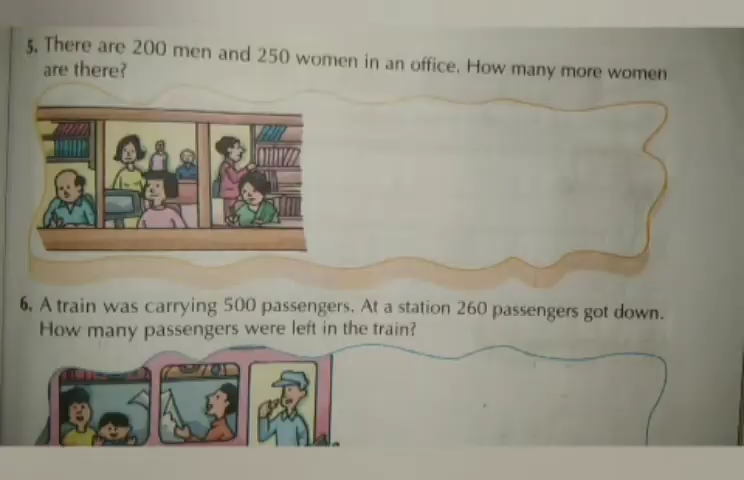 5. There are 200 men and 250 women in an office. How many more women
are there?
6. A train was carrying 500 passengers. At a station 260 passengers got down.
How many passengers were left in the train?